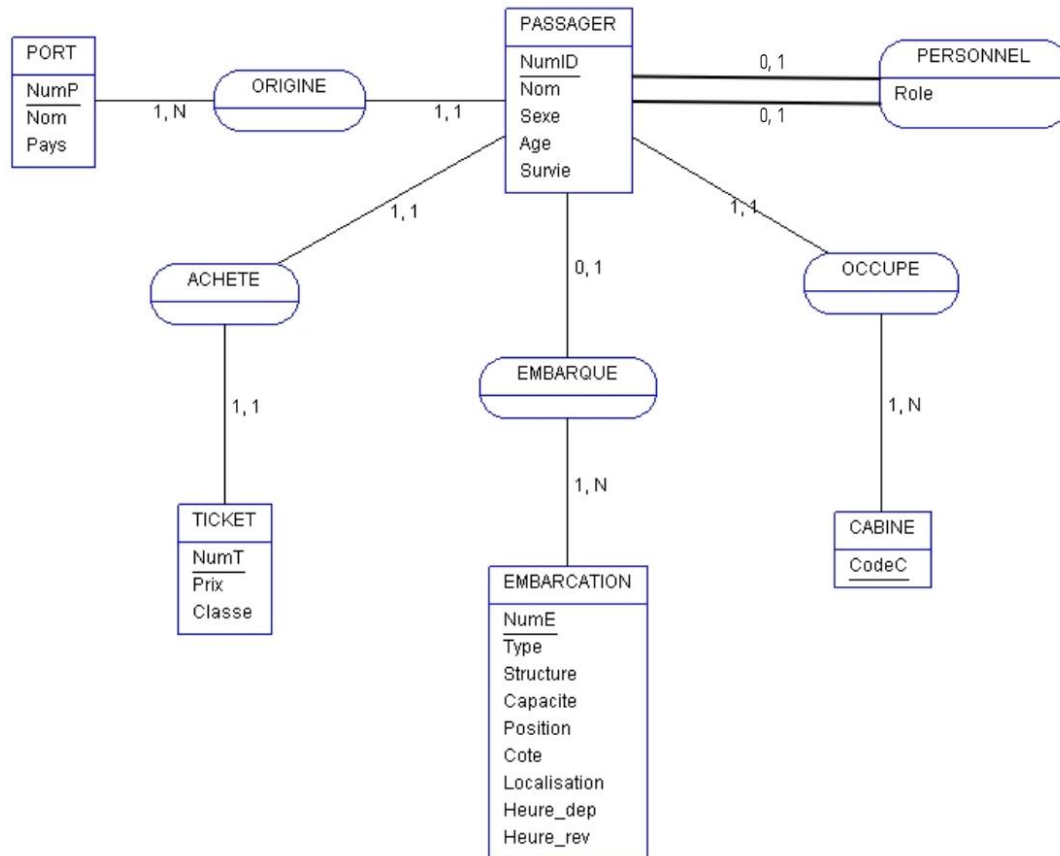 PORT
NumP
Nom
Pays
1, N
ORIGINE
1, 1
PASSAGER
NumID
Nom
Sexe
Age
Survie
0, 1
0, 1
PERSONNEL
Role
1, 1
ACHETE
1, 1
TICKET
NumT
Prix
Classe
0, 1
EMBARQUE
1, N
EMBARCATION
NumE
Type
Structure
Capacite
Position
Cote
Localisation
Heure_dep
Heure_rev
1, 1
OCCUPE
1, N
CABINE
CodeC